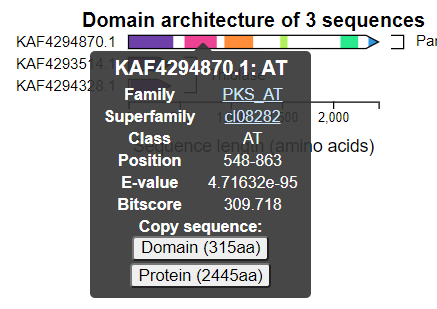 Domain architecture of 3 sequences
KAF4294870.1
KAF4293514.1
KAF4294328.1
KAF4294870.1: AT
Family PKS_AT
Superfamily cl08282
Class AT
Position 548-863
E-value 4.71632e-95
Bitscore 309.718
Copy sequence:
Domain (315aa)
Protein (2445aa)
2,000
Sequence length (amino acids)